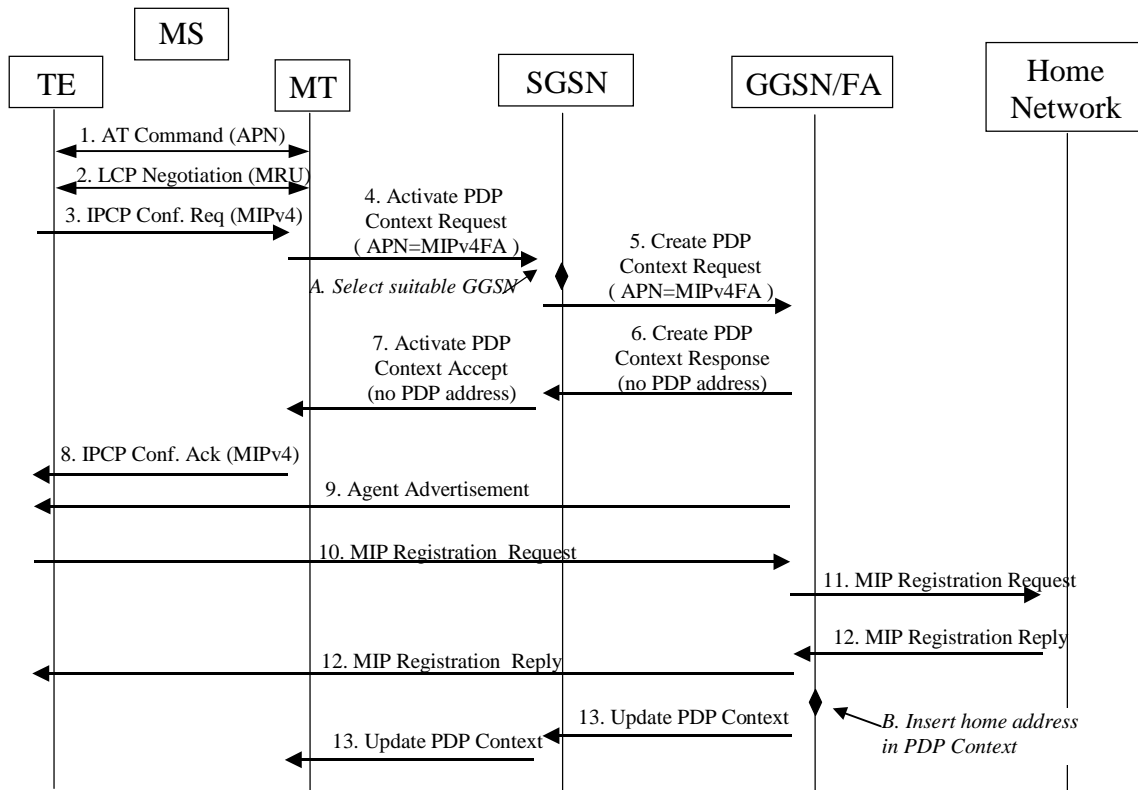 MS
TE
MT
SGSN
GGSN/FA
Home
Network
1. AT Command (APN)
2. LCP Negotiation (MRU)
3. IPCP Conf. Req (MIPv4)
4. Activate PDP
Context Request
( APN=MIPv4FA )
A. Select suitable GGSN
5. Create PDP
Context Request
( APN=MIPv4FA )
6. Create PDP
Context Response
(no PDP address)
7. Activate PDP
Context Accept
(no PDP address)
8. IPCP Conf. Ack (MIPv4)
9. Agent Advertisement
10. MIP Registration Request
11. MIP Registration Request
12. MIP Registration Reply
12. MIP Registration Reply
13. Update PDP Context
B. Insert home address
in PDP Context
13. Update PDP Context